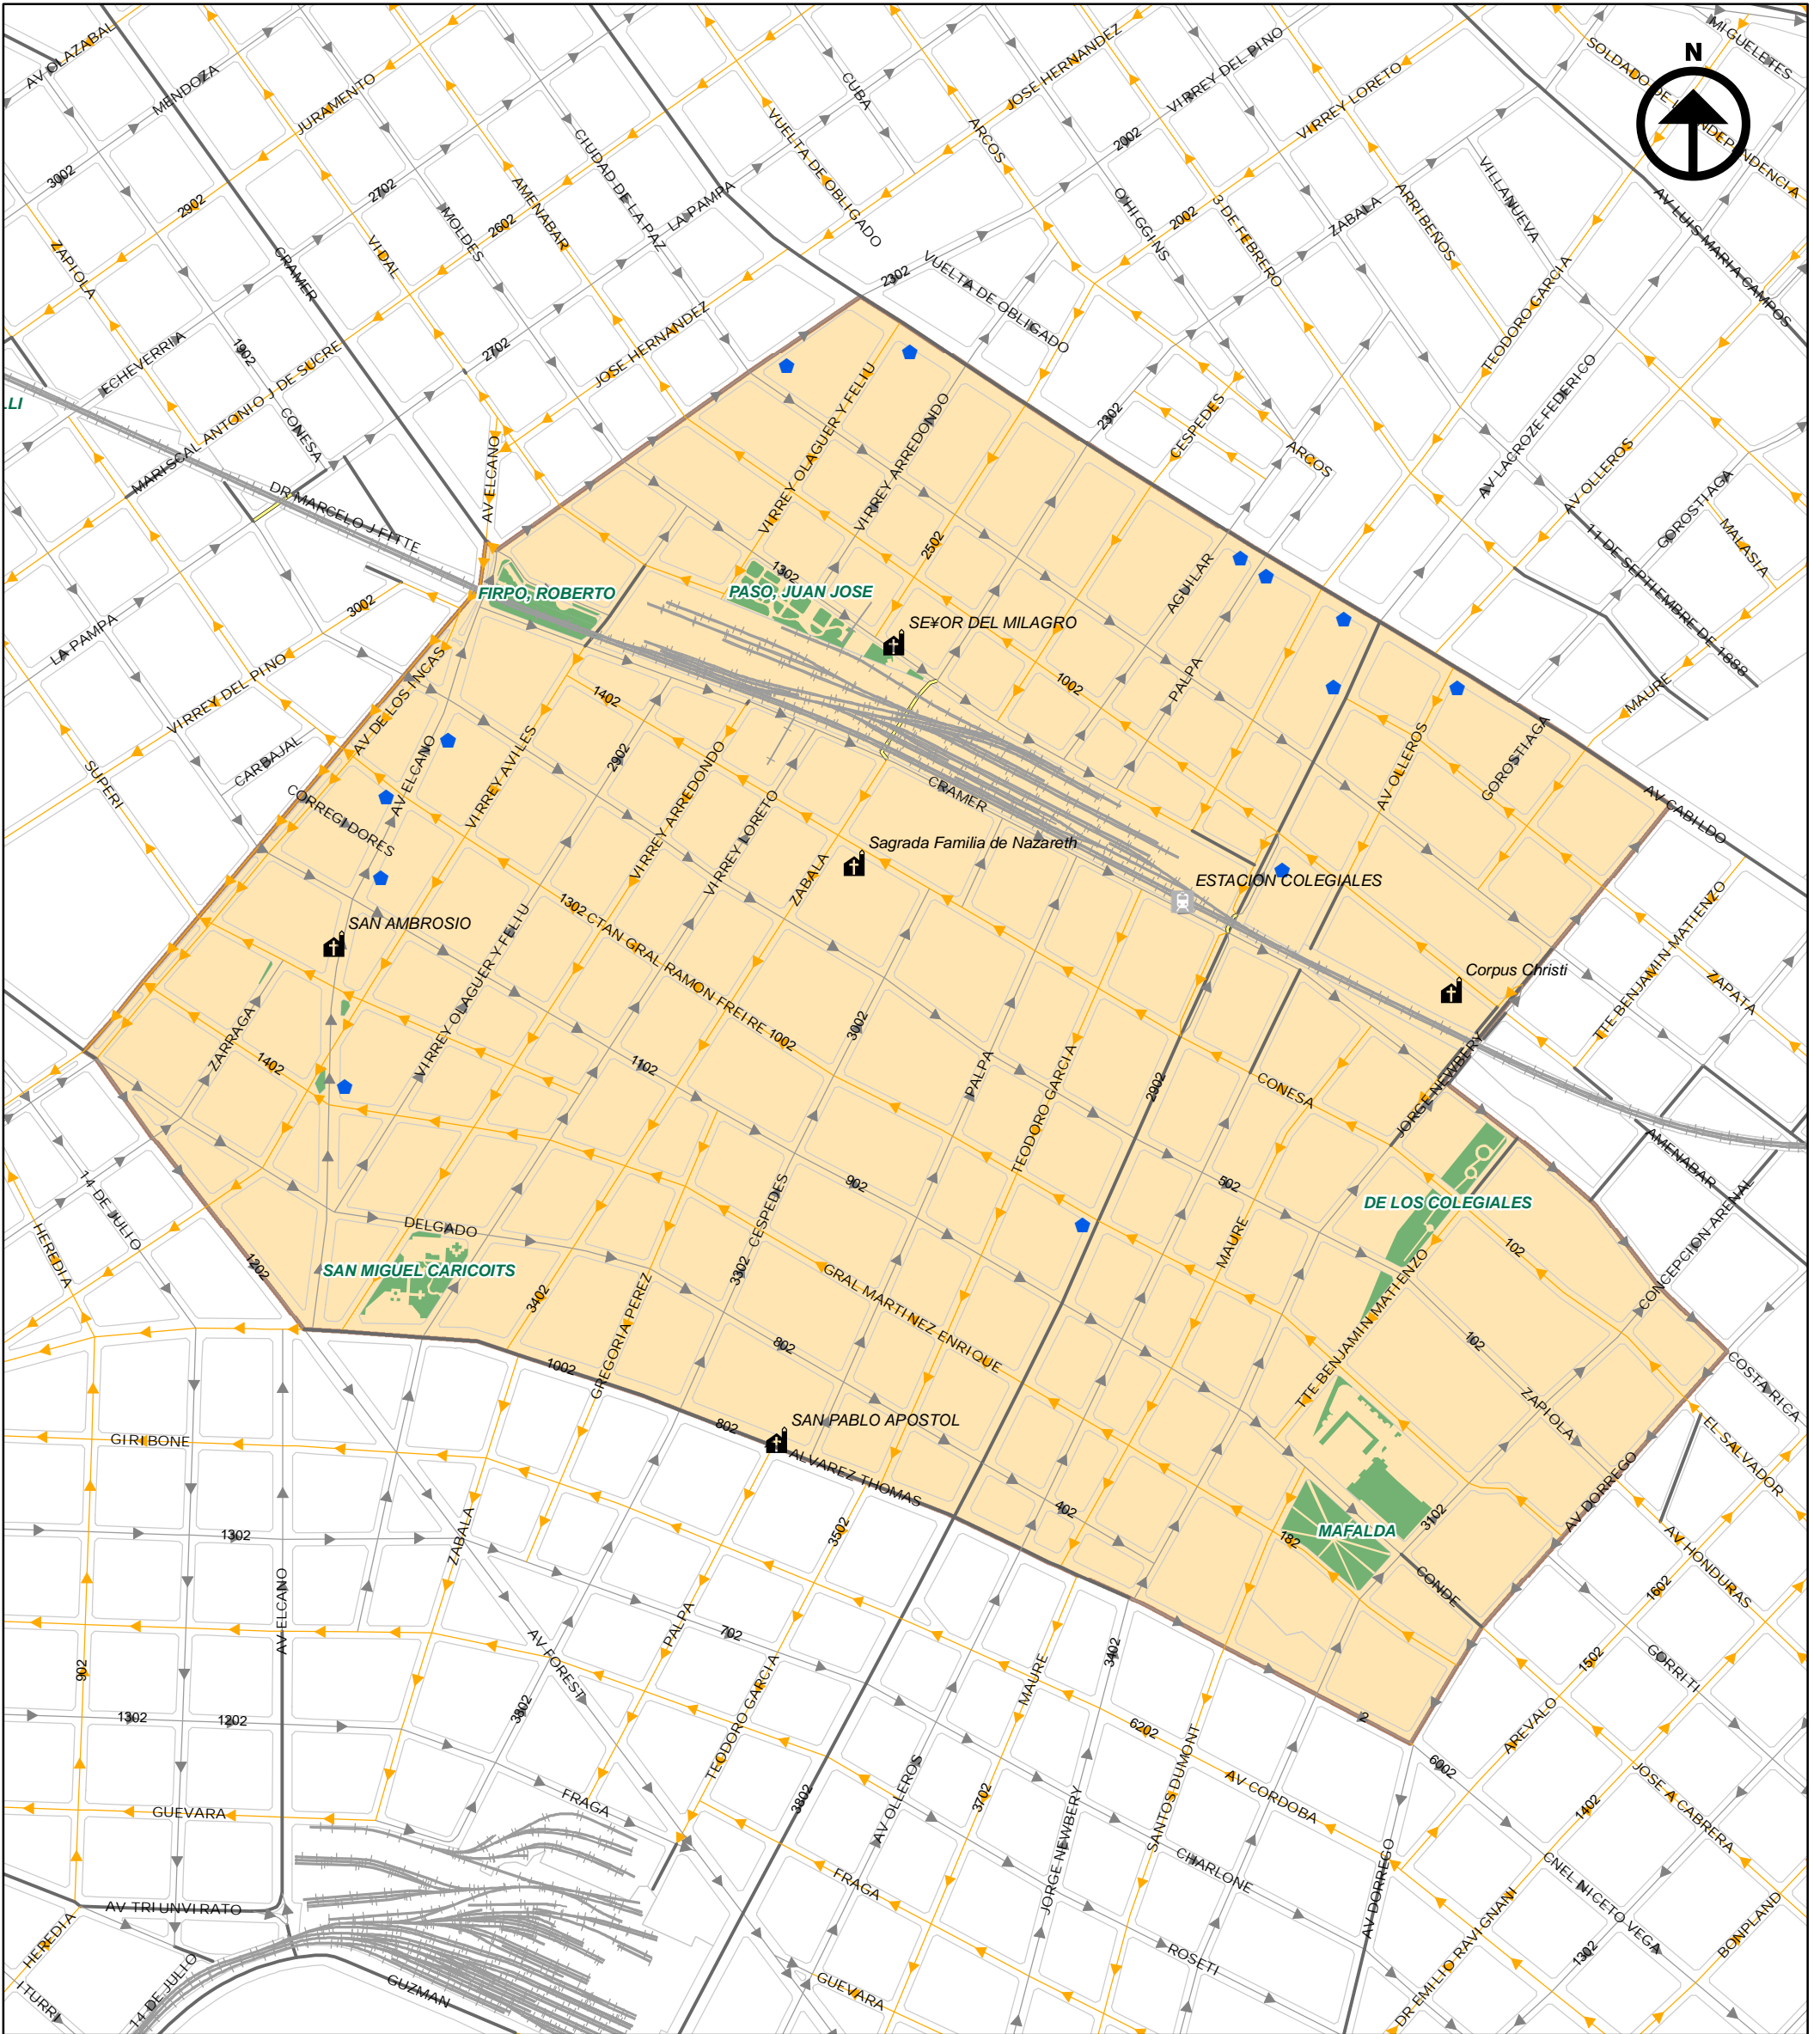 AV OLAZABAL
MENDOZA
JURAMENTO
CUBA
JOSE HERNANDEZ
VIRREY DEL PINO
VIRREY LORETO
MIGUELETES
SOLDADO DE LA INDEPENDENCIA
N
3002
2902
2702
2602
ZAPIOLA
CRAMER
VIDAL
MOLDES
AMENABAR
CIUDAD DE LA PAZ
LA PAMPA
VUELTA DE OBLIGADO
ARCOS
2002
O'HIGGINS
2002
3 DE FEBRERO
ZABALA
ARRIBEÑOS
VILLANUEVA
AV LUIS MARIA CAMPOS
2302
VUELTA DE OBLIGADO
TEODORO GARCIA
ECHEVERRIA
1902
2702
JOSE HERNANDEZ
MARISCAL ANTONIO J DE SUCRE
CONESA
LLI
DR MARCELO J FITTE
AV ELCANO
VIRREY OLAGUER Y FELIU
VIRREY ARREDONDO
2302
CESPEDES
ARCOS
AV LACROZE FEDERICO
AV OLLEROS
GOROSTIAGA
MALASIA
11 DE SEPTIEMBRE DE 1888
2502
1302
FIRPO, ROBERTO
PASO, JUAN JOSE
SE¥OR DEL MILAGRO
AGUILAR
PALPA
1002
MAURE
3002
LA PAMPA
VIRREY DEL PINO
AV DE LOS INCAS
1402
2902
CARBAJAL
SUPERI
CORREGIDORES
AV ELCANO
VIRREY AVILES
VIRREY ARREDONDO
VIRREY LORETO
ZABALA
CRAMER
AV OLLEROS
GOROSTIAGA
AV CABILDO
Sagrada Familia de Nazareth
ESTACION COLEGIALES
SAN AMBROSIO
1302
CTAN GRAL RAMON FREIRE
1002
VIRREY OLAGUER Y FELIU
Corpus Christi
TTE BENJAMIN MATIENZO
ZAPATA
ZARRAGA
1402
1102
3002
PALPA
TEODORO GARCIA
2902
CONESA
JORGE NEWBERY
AMENABAR
14 DE JULIO
HEREDIA
1202
DELGADO
SAN MIGUEL CARICOITS
902
CESPEDES
3302
502
MAURE
DE LOS COLEGIALES
102
CONCEPCION ARENAL
3402
GREGORIA PEREZ
GRAL MARTINEZ ENRIQUE
TTE BENJAMIN MATIENZO
102
1002
802
COSTA RICA
ZAPIOLA
EL SALVADOR
GIRIBONE
802
SAN PABLO APOSTOL
ALVAREZ THOMAS
402
MAFALDA
182
3102
CONDE
AV DORREGO
AV HONDURAS
1302
ZABALA
3502
AV ELCANO
AV FOREST
PALPA
702
TEODORO GARCIA
MAURE
3402
1602
1502
GORRITI
902
1302
1202
3802
6202
2
6002
AREVALO
SANTOS DUMONT
AV CORDOBA
JOSE A CABRERA
GUEVARA
FRAGA
3802
AV OLLEROS
3702
JORGE NEWBERY
1402
CHARLONE
AV DORREGO
CNEL NICETO VEGA
FRAGA
AV TRIUNVIRATO
HEREDIA
ITURRI
14 DE JULIO
GUZMAN
GUEVARA
ROSETI
DR EMILIO RAVIGNANI
1302
BONPLAND